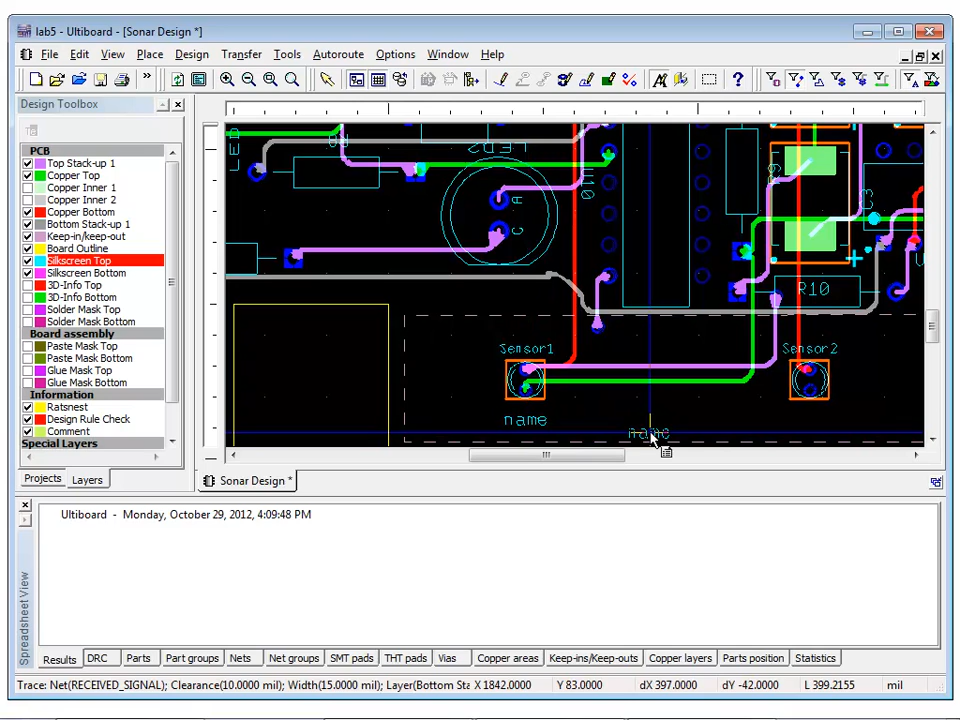 lab5 - Ultiboard - [Sonar Design *]
File Edit View Place Design Transfer Tools Autoroute Options Window Help
Design Toolbox
PCB
Top Stack-up 1
Copper Top
Copper Inner 1
Copper Inner 2
Copper Bottom
Bottom Stack-up 1
Keep-in/keep-out
Board Outline
Silkscreen Top
Silkscreen Bottom
3D-Info Top
3D-Info Bottom
Solder Mask Top
Solder Mask Bottom
Board assembly
Paste Mask Top
Paste Mask Bottom
Glue Mask Top
Glue Mask Bottom
Information
Ratsnest
Design Rule Check
Comment
Special Layers
Projects Layers
LED
LED2
U10
A
C
C3
R10
Sensor1
Sensor2
name
name
Sonar Design *
Ultiboard - Monday, October 29, 2012, 4:09:48 PM
Spreadsheet View
Results DRC Parts Part groups Nets Net groups SMT pads THT pads Vias Copper areas Keep-ins/Keep-outs Copper layers Parts position Statistics
Trace: Net(RECEIVED_SIGNAL); Clearance(10.0000 mil); Width(15.0000 mil); Layer(Bottom Sta X 1842.0000 Y 83.0000 dX 397.0000 dY -42.0000 L 399.2155 mil